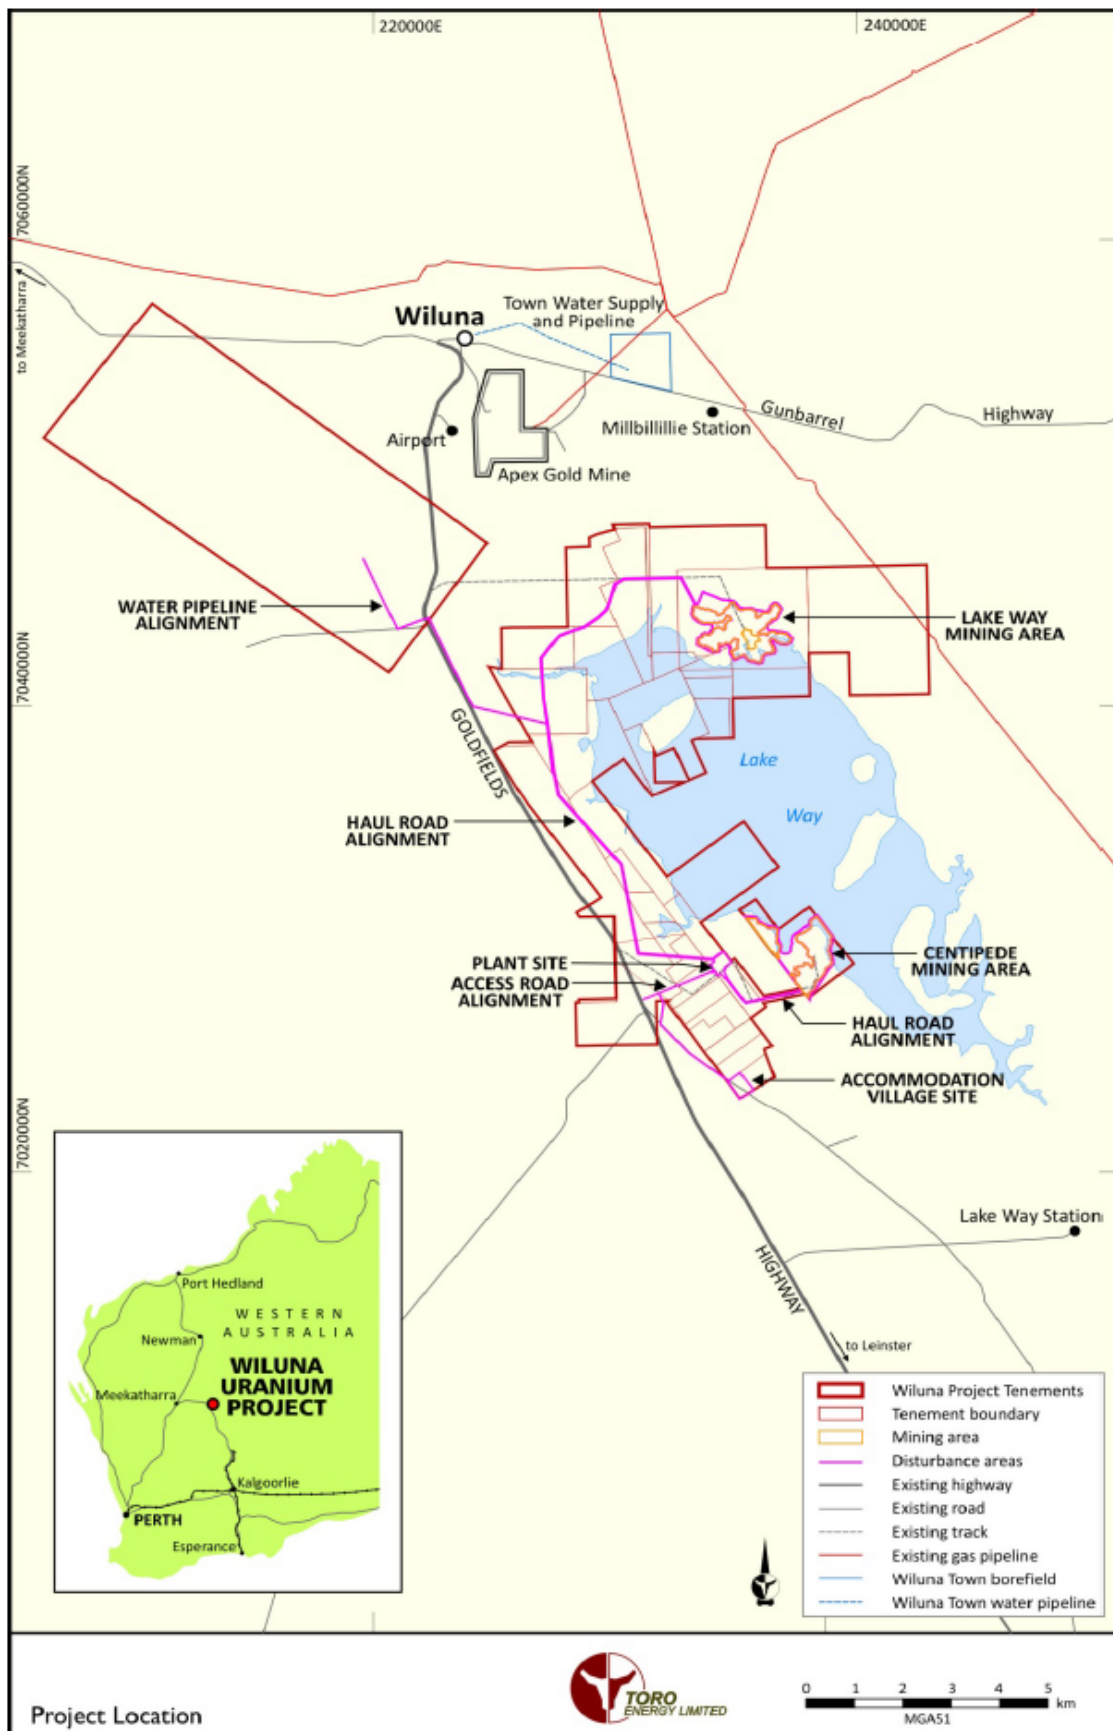 220000E
240000E
7060000N
to Meekatharra
Wiluna
Town Water Supply
and Pipeline
Gunbarrel
Highway
Millbillillie Station
Airport
Apex Gold Mine
WATER PIPELINE
ALIGNMENT
LAKE WAY
MINING AREA
7040000N
GOLDFIELDS
Lake
Way
HAUL ROAD
ALIGNMENT
PLANT SITE
ACCESS ROAD
ALIGNMENT
CENTIPEDE
MINING AREA
HAUL ROAD
ALIGNMENT
ACCOMMODATION
VILLAGE SITE
7020000N
Lake Way Station
HIGHWAY
to Leinster
Port Hedland
WESTERN
AUSTRALIA
Newman
WILUNA
URANIUM
PROJECT
Meekatharra
Kalgoorlie
PERTH
Esperance
Wiluna Project Tenements
Tenement boundary
Mining area
Disturbance areas
Existing highway
Existing road
Existing track
Existing gas pipeline
Wiluna Town borefield
Wiluna Town water pipeline
Project Location
TORO
ENERGY LIMITED
0 1 2 3 4 5
km
MGA51